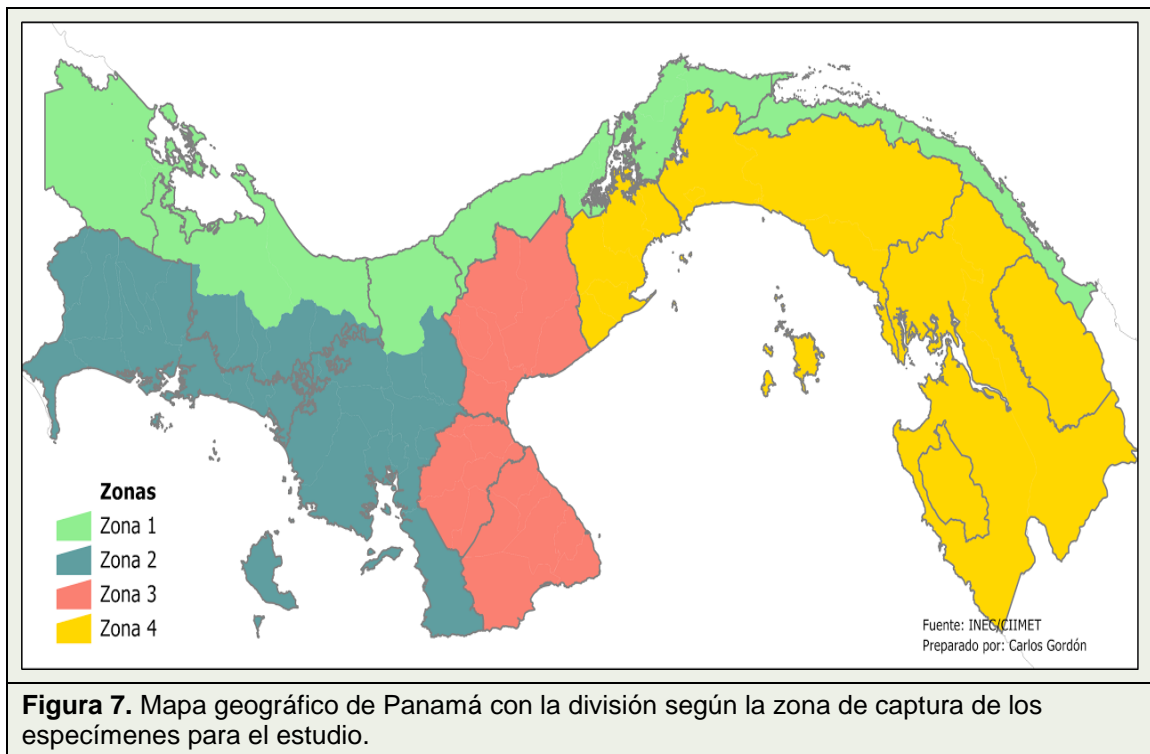 Zonas
Zona 1
Zona 2
Zona 3
Zona 4
Fuente: INEC/CIIMET
Preparado por: Carlos Gordón
Figura 7. Mapa geográfico de Panamá con la división según la zona de captura de los
especímenes para el estudio.